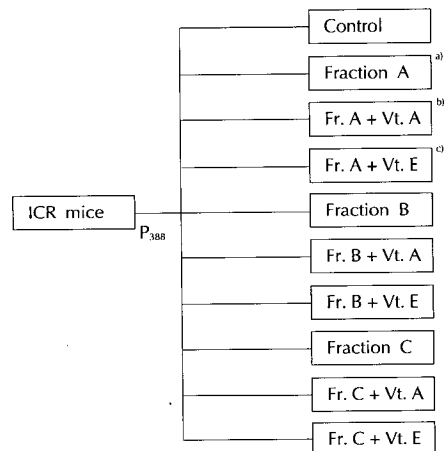 Control
Fraction A a)
Fr. A + Vt. A b)
Fr. A + Vt. E c)
ICR mice
P388
Fraction B
Fr. B + Vt. A
Fr. B + Vt. E
Fraction C
Fr. C + Vt. A
Fr. C + Vt. E